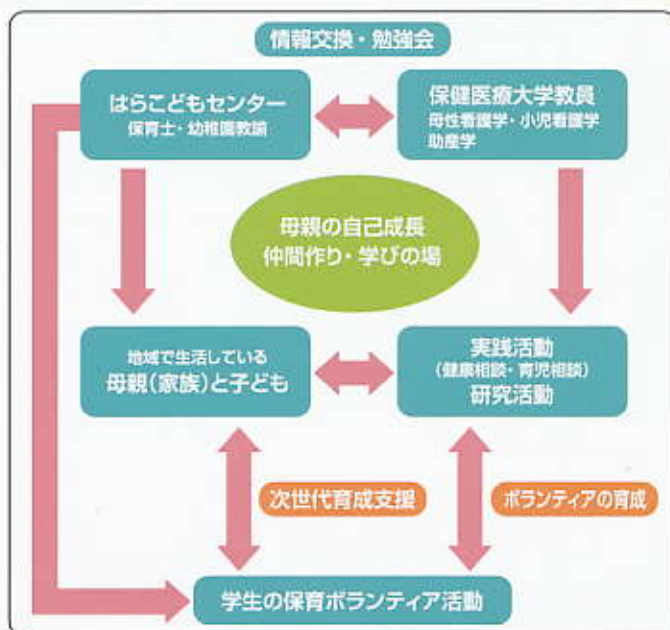 情報交換・勉強会
はらこどもセンター
保育士・幼稚園教諭
保健医療大学教員
母性看護学・小児看護学
助産学
母親の自己成長
仲間作り・学びの場
地域で生活している
母親(家族)と子ども
実践活動
(健康相談・育児相談)
研究活動
次世代育成支援
ボランティアの育成
学生の保育ボランティア活動